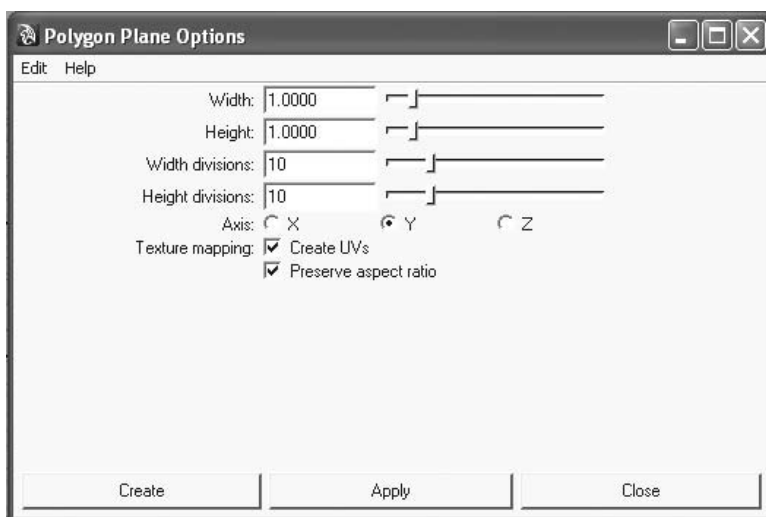 Polygon Plane Options
Edit Help
Width: 1.0000
Height: 1.0000
Width divisions: 10
Height divisions: 10
Axis: X Y Z
Texture mapping: Create UVs
Preserve aspect ratio
Create Apply Close